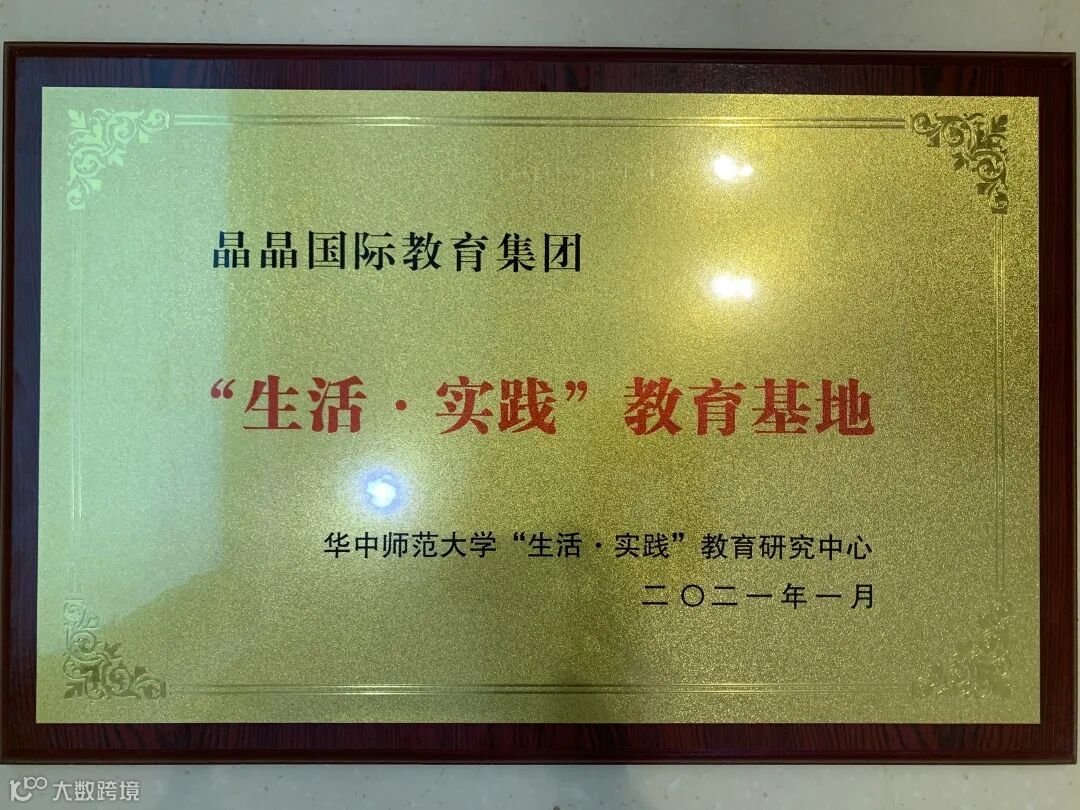 晶晶国际教育集团
“生活·实践”教育基地
华中师范大学“生活·实践”教育研究中心
二〇二一年一月
大数跨境